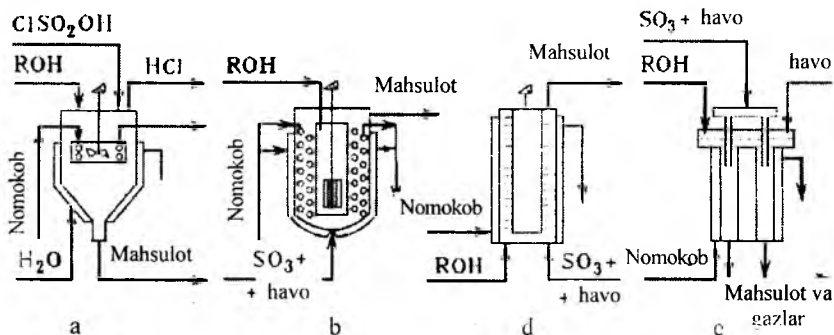 ClSO₂OH
ROH
HCl
Nomokob
H₂O
Mahsulot
a
ROH
Mahsulot
Nomokob
SO₃+
+ havo
b
Mahsulot
Nomokob
ROH
SO₃+
+ havo
d
SO₃+ havo
ROH
havo
Nomokob
Mahsulot va
gazlar
c